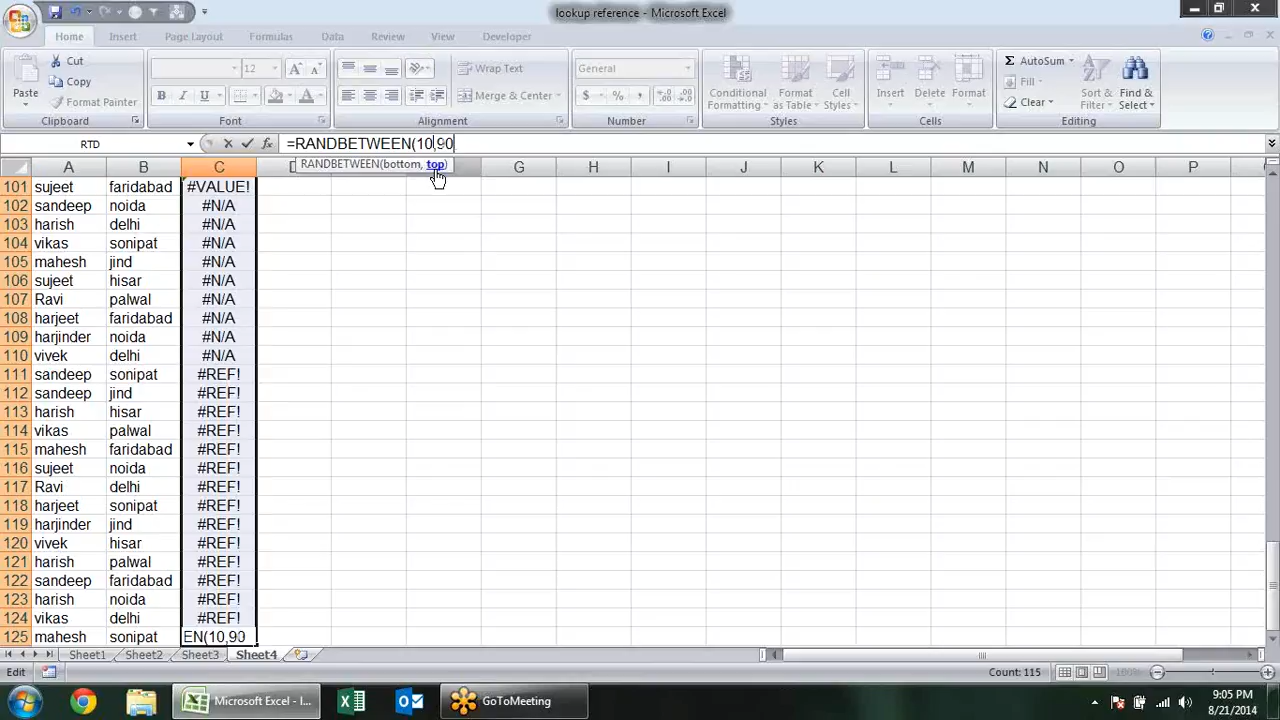 lookup reference - Microsoft Excel
Home Insert Page Layout Formulas Data Review View Developer
Paste Cut Copy Format Painter
12 A A
B I U A
Wrap Text Merge & Center
General $ % ,
Conditional Formatting Format as Table Cell Styles
Insert Delete Format
AutoSum Fill Clear Sort & Filter Find & Select
Clipboard Font Alignment Number Styles Cells Editing
RTD fx =RANDBETWEEN(10,90
RANDBETWEEN(bottom, top)
A B C D G H I J K L M N O P
101 sujeet faridabad #VALUE!
102 sandeep noida #N/A
103 harish delhi #N/A
104 vikas sonipat #N/A
105 mahesh jind #N/A
106 sujeet hisar #N/A
107 Ravi palwal #N/A
108 harjeet faridabad #N/A
109 harjinder noida #N/A
110 vivek delhi #N/A
111 sandeep sonipat #REF!
112 sandeep jind #REF!
113 harish hisar #REF!
114 vikas palwal #REF!
115 mahesh faridabad #REF!
116 sujeet noida #REF!
117 Ravi delhi #REF!
118 harjeet sonipat #REF!
119 harjinder jind #REF!
120 vivek hisar #REF!
121 harish palwal #REF!
122 sandeep faridabad #REF!
123 harish noida #REF!
124 vikas delhi #REF!
125 mahesh sonipat EN(10,90
Sheet1 Sheet2 Sheet3 Sheet4
Edit Count: 115 100%
Microsoft Excel - l... GoToMeeting
9:05 PM
8/21/2014